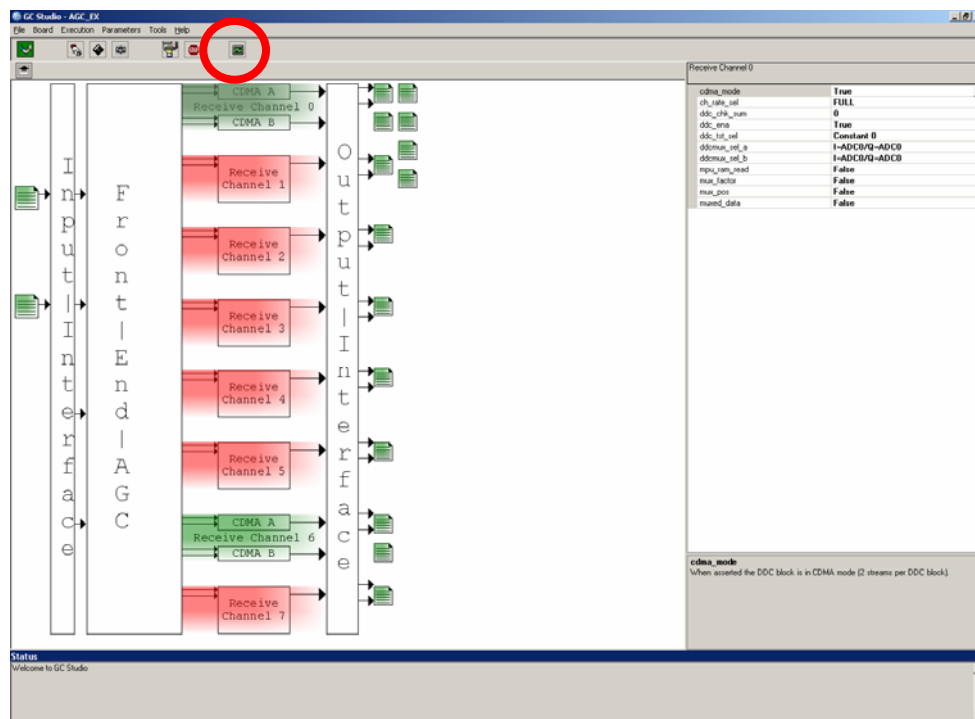 GC Studio - AGC_EX
File Board Execution Parameters Tools Help
Input|Interface
Front|End|AGC
CDMA A
Receive Channel 0
CDMA B
Receive
Channel 1
Receive
Channel 2
Receive
Channel 3
Receive
Channel 4
Receive
Channel 5
CDMA A
Receive Channel 6
CDMA B
Receive
Channel 7
Output|Interface
Receive Channel 0
cdma_mode True
ch_rate_sel FULL
ddc_chk_sum 0
ddc_ena True
ddc_tst_sel Constant 0
ddcmux_sel_a I=ADC0/Q=ADC0
ddcmux_sel_b I=ADC0/Q=ADC0
mpu_ram_read False
mux_factor False
mux_pos False
muxed_data False
cdma_mode
When asserted the DDC block is in CDMA mode (2 streams per DDC block).
Status
Welcome to GC Studio